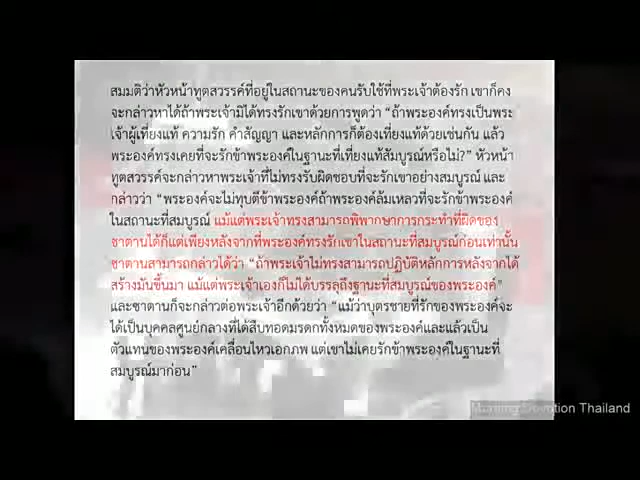 สมมติว่าหัวหน้าทูตสวรรค์ที่อยู่ในสถานะของคนรับใช้ที่พระเจ้าต้องรัก เขาก็คง
จะกล่าวหาได้ถ้าพระเจ้ามิได้ทรงรักเขาด้วยการพูดว่า “ถ้าพระองค์ทรงเป็นพระ
เจ้าผู้เที่ยงแท้ ความรัก คำสัญญา และหลักการก็ต้องเที่ยงแท้ด้วยเช่นกัน แล้ว
พระองค์ทรงเคยที่จะรักข้าพระองค์ในฐานะที่เที่ยงแท้สมบูรณ์หรือไม่?” หัวหน้า
ทูตสวรรค์จะกล่าวหาพระเจ้าที่ไม่ทรงรับผิดชอบที่จะรักเขาอย่างสมบูรณ์ และ
กล่าวว่า “พระองค์จะไม่ทุบตีข้าพระองค์ถ้าพระองค์ล้มเหลวที่จะรักข้าพระองค์
ในสถานะที่สมบูรณ์ แม้แต่พระเจ้าทรงสามารถพิพากษาการกระทำที่ผิดของ
ซาตานได้ก็แต่เพียงหลังจากที่พระองค์ทรงรักเขาในสถานะที่สมบูรณ์ก่อนเท่านั้น
ซาตานสามารถกล่าวได้ว่า “ถ้าพระเจ้าไม่ทรงสามารถปฏิบัติหลักการหลังจากได้
สร้างมันขึ้นมา แม้แต่พระเจ้าเองก็ไม่ได้บรรลุถึงฐานะที่สมบูรณ์ของพระองค์”
และซาตานก็จะกล่าวต่อพระเจ้าอีกด้วยว่า “แม้ว่าบุตรชายที่รักของพระองค์จะ
ได้เป็นบุคคลศูนย์กลางที่ได้สืบทอดมรดกทั้งหมดของพระองค์และแล้วเป็น
ตัวแทนของพระองค์เคลื่อนไหวเอกภพ แต่เขาไม่เคยรักข้าพระองค์ในฐานะที่
สมบูรณ์มาก่อน”
Morning Devotion Thailand